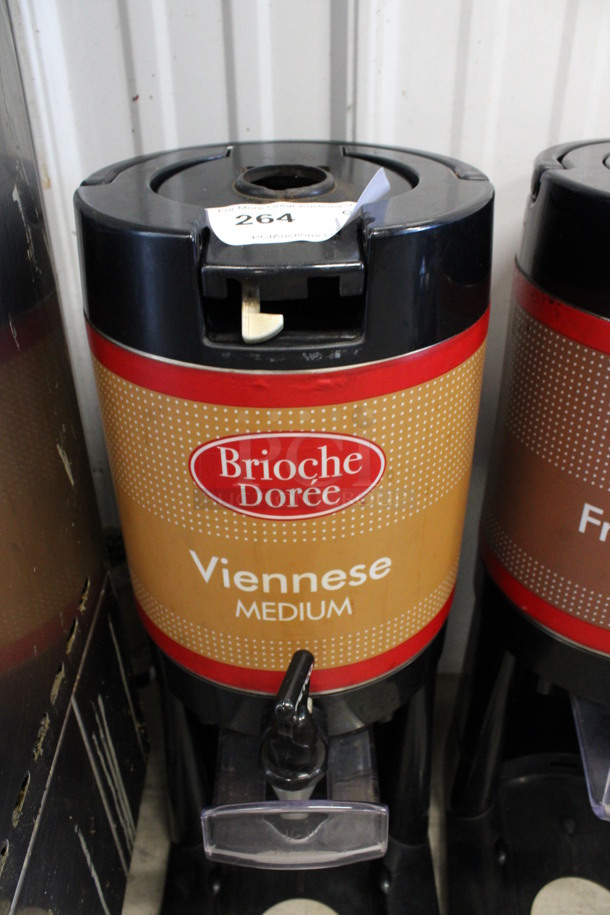 264
Brioche
Dorée
Viennese
MEDIUM
Fr